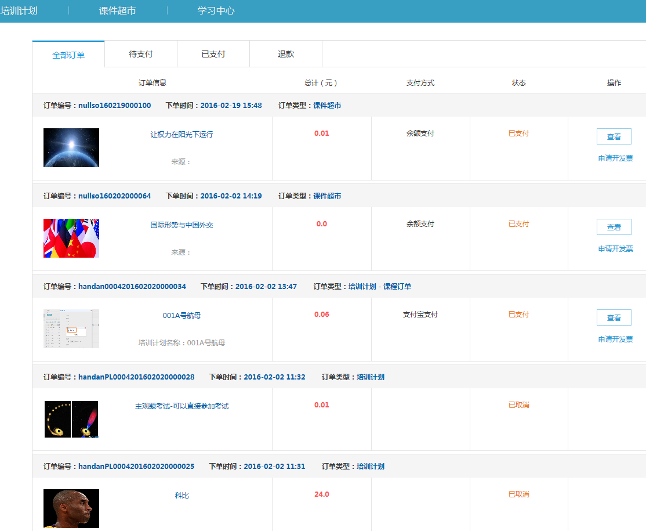 培训计划 课件超市 学习中心
全部订单 待支付 已支付 退款
订单信息 总计（元） 支付方式 状态 操作
订单编号：nullso160219000100 下单时间：2016-02-19 15:48 订单类型：课件超市
让权力在阳光下运行 0.01 余额支付 已支付 查看
来源： 申请开发票
订单编号：nullso160202000064 下单时间：2016-02-02 14:19 订单类型：课件超市
国际形势与中国外交 0.0 余额支付 已支付 查看
来源： 申请开发票
订单编号：handan0004201602020000034 下单时间：2016-02-02 13:47 订单类型：培训计划 - 课程订单
001A号航母 0.06 支付宝支付 已支付 查看
培训计划名称：001A号航母 申请开发票
订单编号：handanPL0004201602020000028 下单时间：2016-02-02 11:32 订单类型：培训计划
主观题考试-可以直接参加考试 0.01 已取消
订单编号：handanPL0004201602020000025 下单时间：2016-02-02 11:31 订单类型：培训计划
科比 24.0 已取消